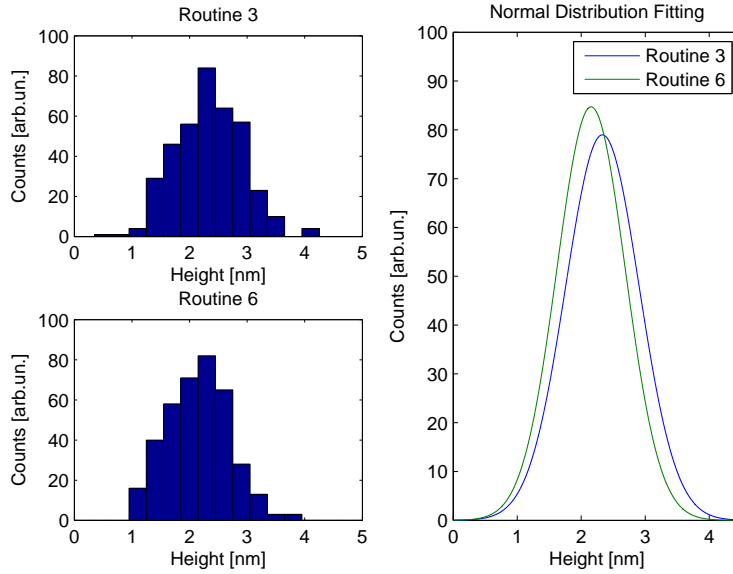 Routine 3
100
80
60
40
20
0
Counts [arb.un.]
0 1 2 3 4 5
Height [nm]
Routine 6
100
80
60
40
20
0
Counts [arb.un.]
0 1 2 3 4 5
Height [nm]
Normal Distribution Fitting
Routine 3
Routine 6
100
90
80
70
60
50
40
30
20
10
0
Counts [arb.un.]
0 1 2 3 4
Height [nm]